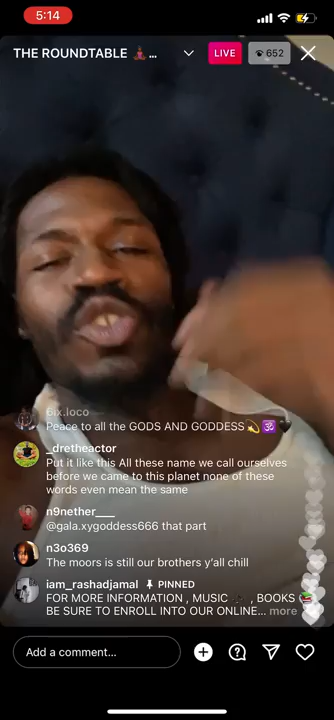 5:14
THE ROUNDTABLE 🧘🏾‍♂️...
LIVE
652
6ix.loco
Peace to all the GODS AND GODDESS💫🕉
_dretheactor
Put it like this All these name we call ourselves
before we came to this planet none of these
words even mean the same
n9nether___
@gala.xygoddess666 that part
n3o369
The moors is still our brothers y'all chill
iam_rashadjamal PINNED
FOR MORE INFORMATION , MUSIC , BOOKS 📚
BE SURE TO ENROLL INTO OUR ONLINE... more
Add a comment...